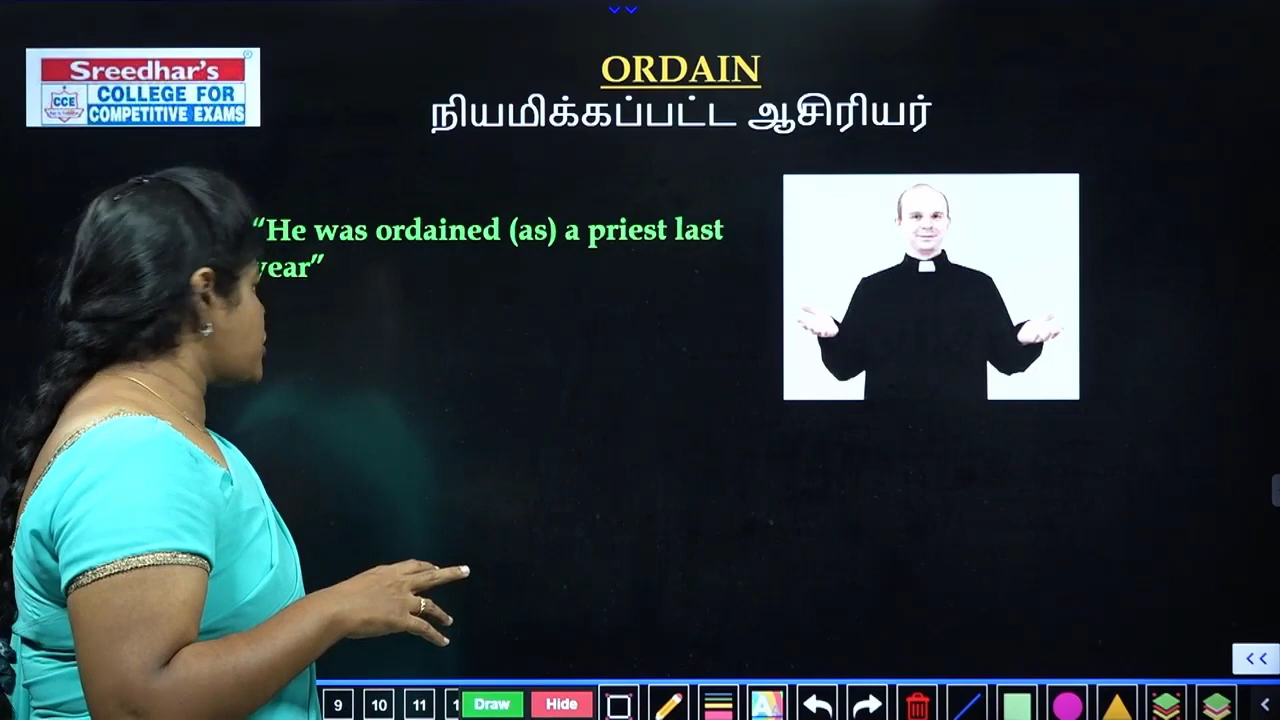 Sreedhar's
CCE
COLLEGE FOR
COMPETITIVE EXAMS
ORDAIN
நியமிக்கப்பட்ட ஆசிரியர்
“He was ordained (as) a priest last
year”
9 10 11 Draw Hide